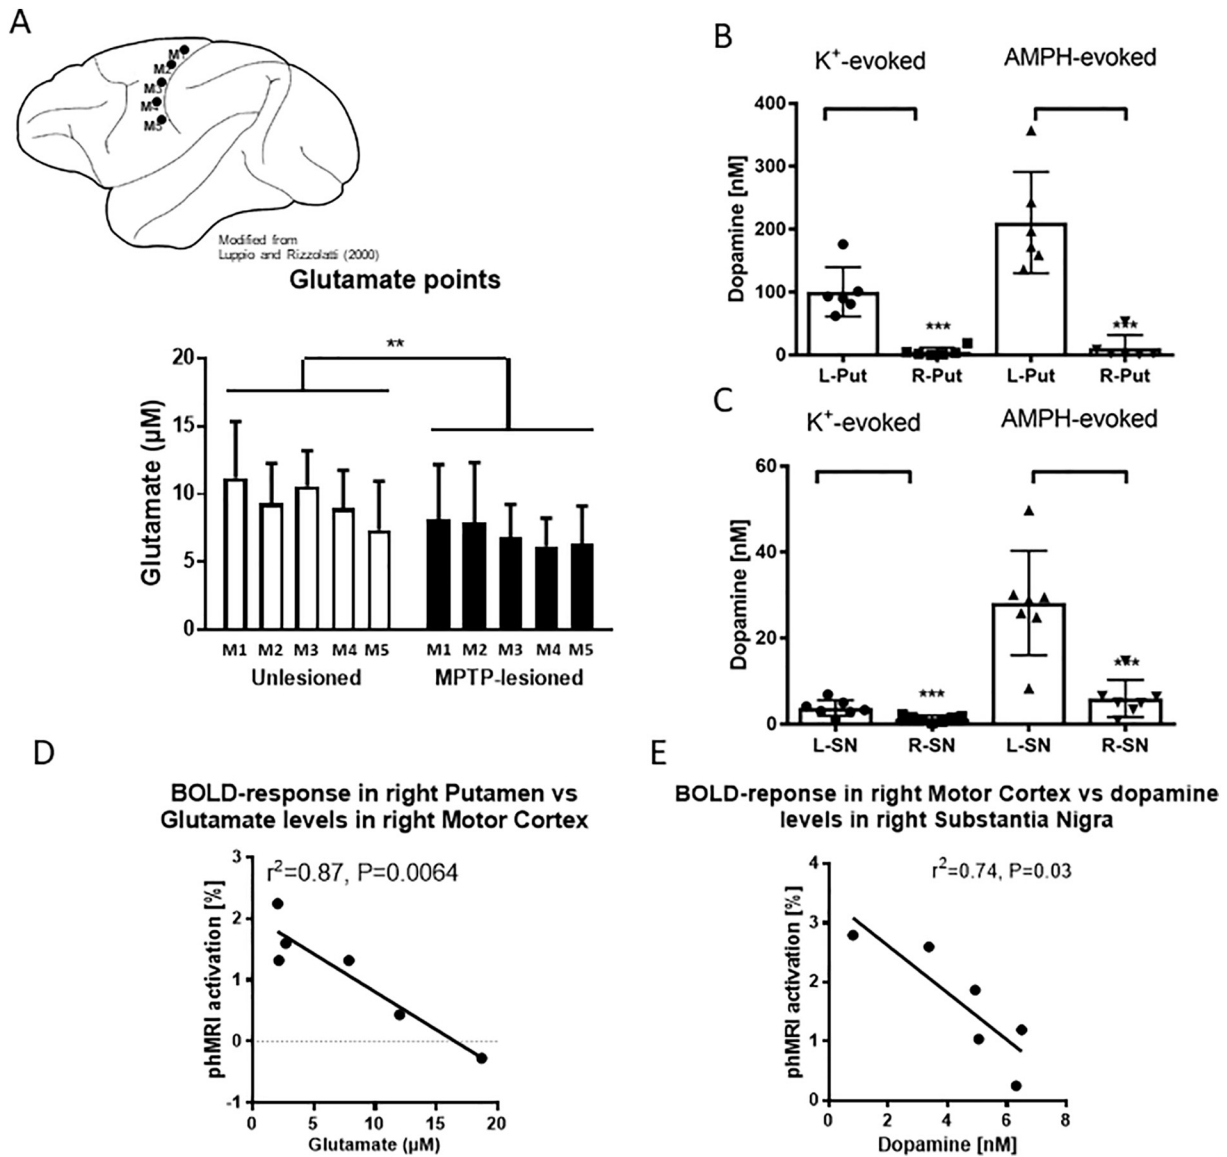 A
M1
M2
M3
M4
M5
Modified from
Luppio and Rizzolatti (2000)
Glutamate points
**
Glutamate (µM)
20
15
10
5
0
M1 M2 M3 M4 M5 M1 M2 M3 M4 M5
Unlesioned MPTP-lesioned
B
K+-evoked AMPH-evoked
Dopamine [nM]
400
300
200
100
0
*** ***
L-Put R-Put L-Put R-Put
C
K+-evoked AMPH-evoked
Dopamine [nM]
60
40
20
0
*** ***
L-SN R-SN L-SN R-SN
D
BOLD-response in right Putamen vs
Glutamate levels in right Motor Cortex
r²=0.87, P=0.0064
phMRI activation [%]
3
2
1
0
-1
0 5 10 15 20
Glutamate (µM)
E
BOLD-reponse in right Motor Cortex vs dopamine
levels in right Substantia Nigra
r²=0.74, P=0.03
phMRI activation [%]
4
3
2
1
0
0 2 4 6 8
Dopamine [nM]